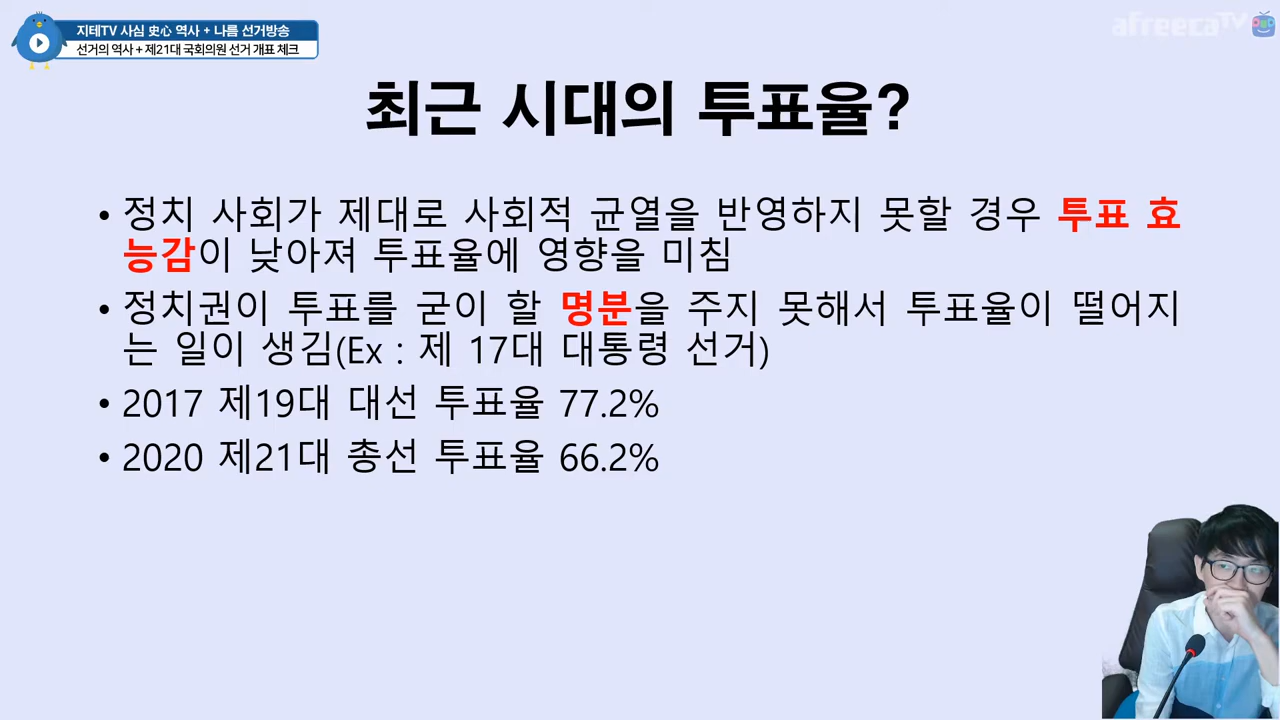 지테TV 사심 史心 역사 + 나름 선거방송
선거의 역사 + 제21대 국회의원 선거 개표 체크
afreecaTV
최근 시대의 투표율?
• 정치 사회가 제대로 사회적 균열을 반영하지 못할 경우 투표 효
능감이 낮아져 투표율에 영향을 미침
• 정치권이 투표를 굳이 할 명분을 주지 못해서 투표율이 떨어지
는 일이 생김(Ex : 제 17대 대통령 선거)
• 2017 제19대 대선 투표율 77.2%
• 2020 제21대 총선 투표율 66.2%